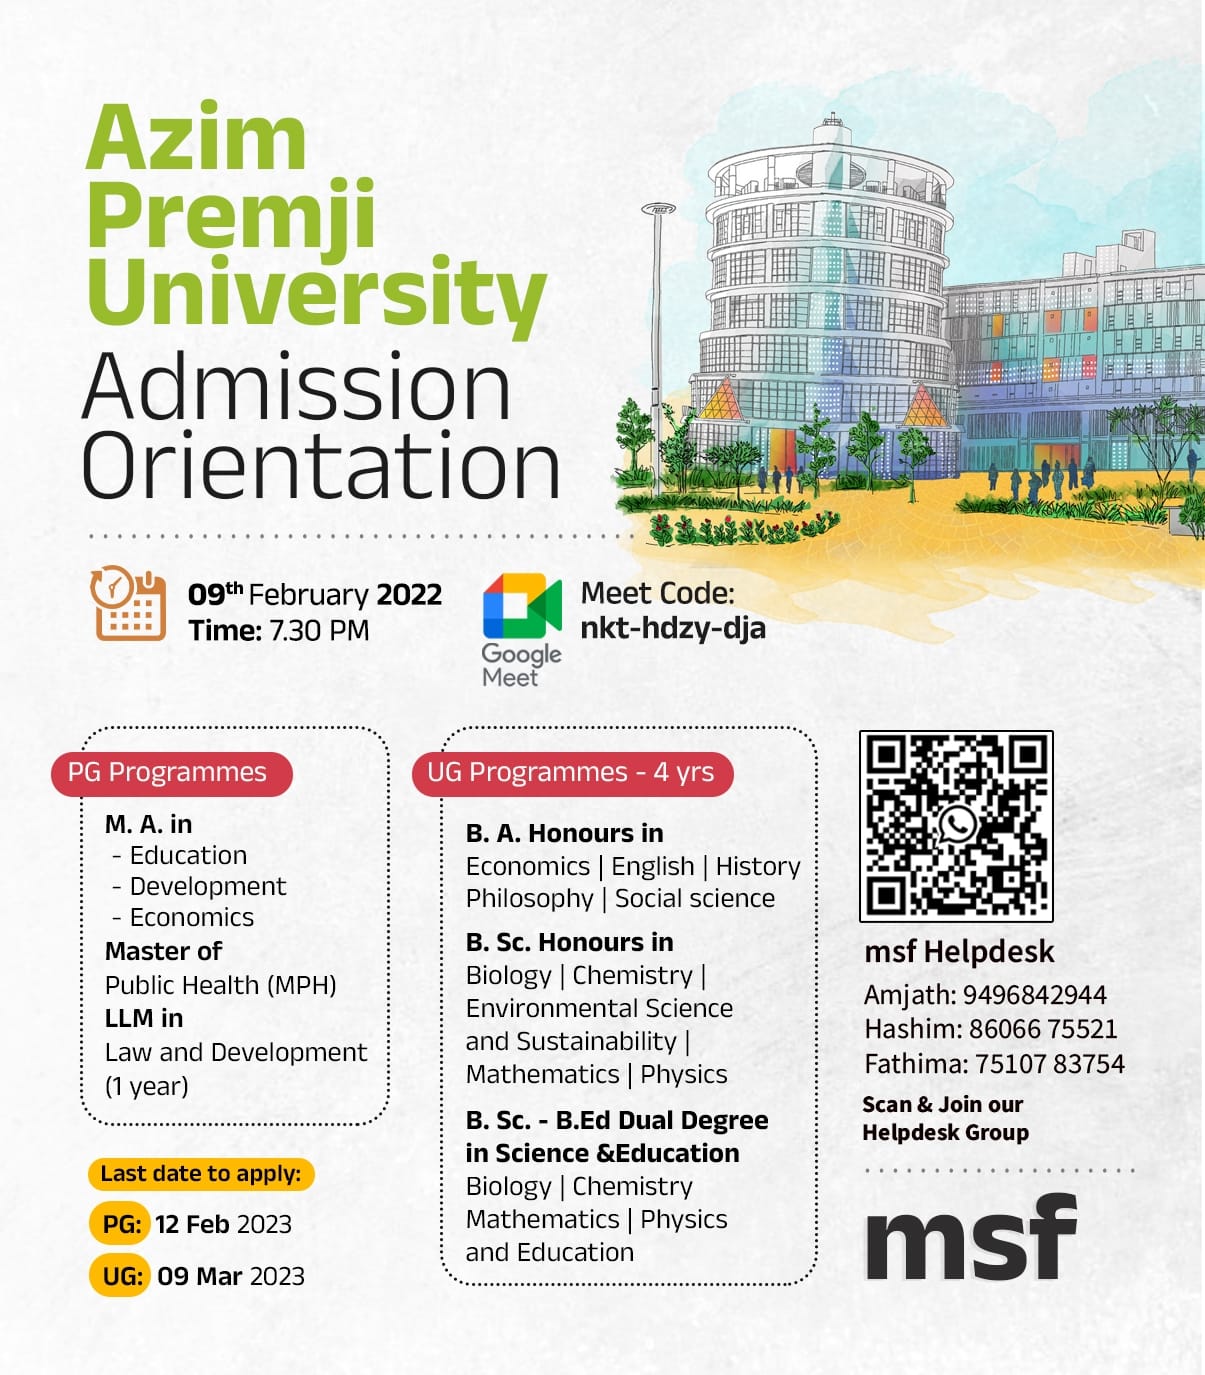 Azim
Premji
University
Admission
Orientation
09th February 2022
Time: 7.30 PM
Google
Meet
Meet Code:
nkt-hdzy-dja
PG Programmes
M. A. in
- Education
- Development
- Economics
Master of
Public Health (MPH)
LLM in
Law and Development
(1 year)
Last date to apply:
PG: 12 Feb 2023
UG: 09 Mar 2023
UG Programmes - 4 yrs
B. A. Honours in
Economics | English | History
Philosophy | Social science
B. Sc. Honours in
Biology | Chemistry |
Environmental Science
and Sustainability |
Mathematics | Physics
B. Sc. - B.Ed Dual Degree
in Science &Education
Biology | Chemistry
Mathematics | Physics
and Education
msf Helpdesk
Amjath: 9496842944
Hashim: 86066 75521
Fathima: 75107 83754
Scan & Join our
Helpdesk Group
msf